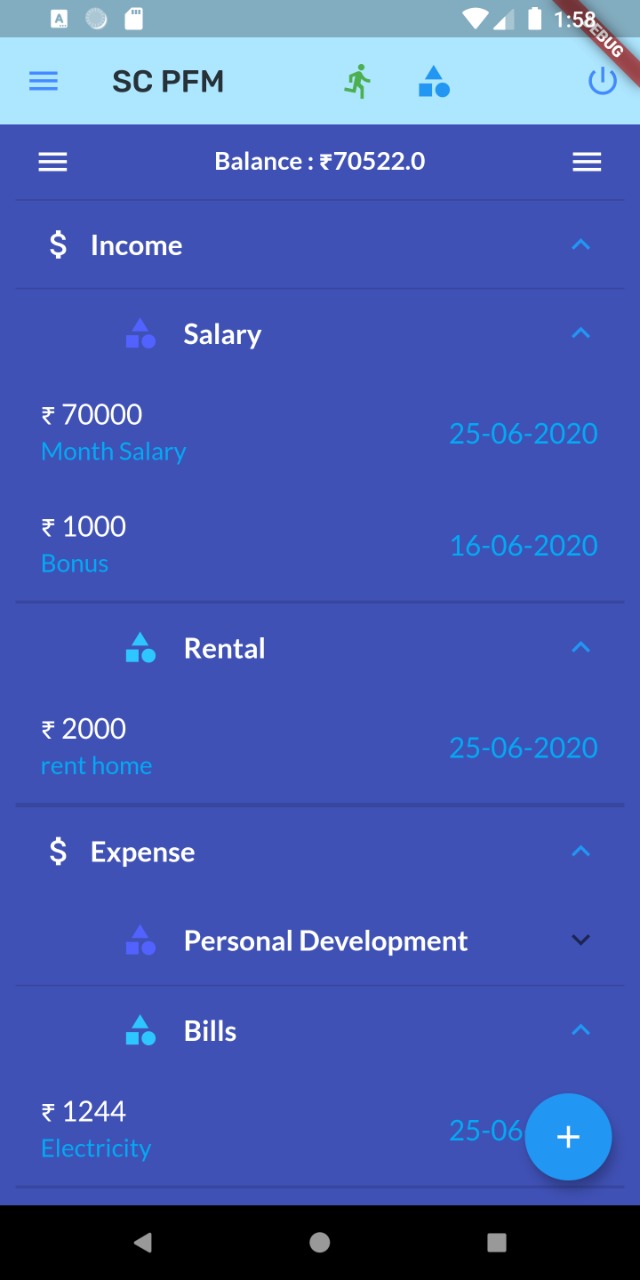 1:58
DEBUG
SC PFM
Balance : ₹70522.0
$ Income
Salary
₹ 70000
Month Salary
25-06-2020
₹ 1000
Bonus
16-06-2020
Rental
₹ 2000
rent home
25-06-2020
$ Expense
Personal Development
Bills
₹ 1244
Electricity
25-06
+